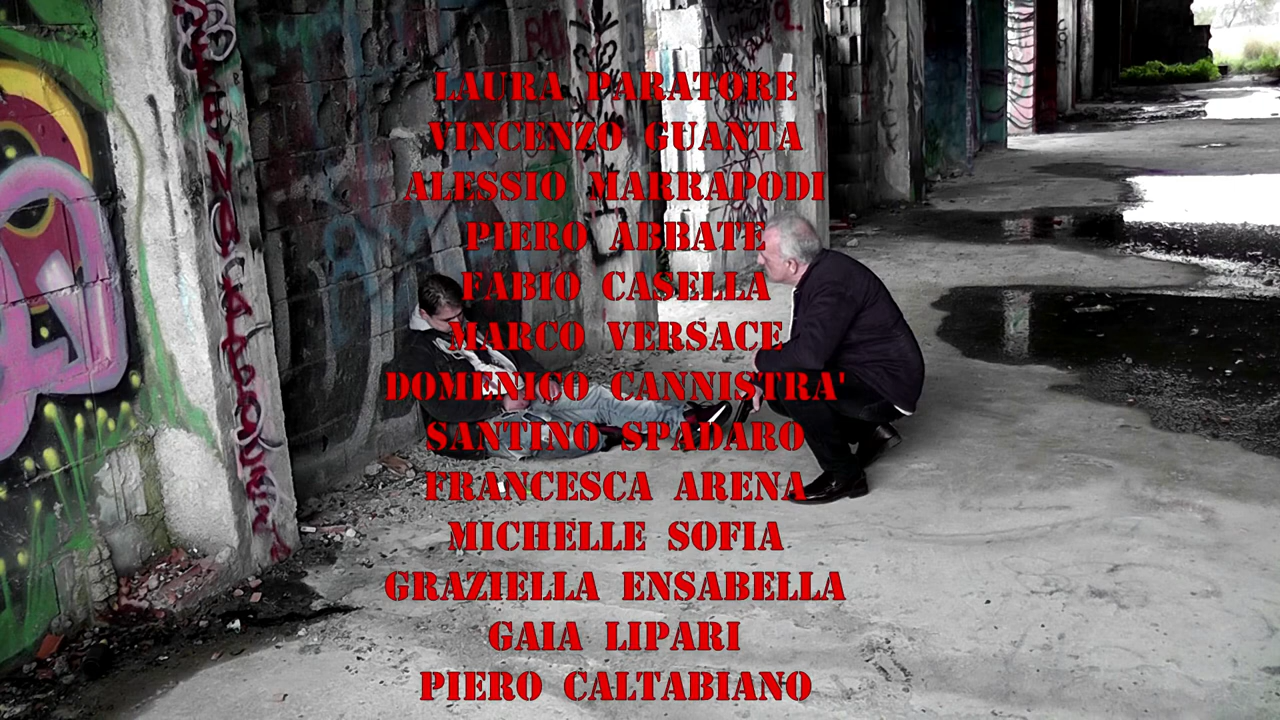 LAURA PARATORE
VINCENZO GUANTA
ALESSIO MARRAPODI
PIERO ABBATE
FABIO CASELLA
MARCO VERSACE
DOMENICO CANNISTRA'
SANTINO SPADARO
FRANCESCA ARENA
MICHELLE SOFIA
GRAZIELLA ENSABELLA
GAIA LIPARI
PIERO CALTABIANO